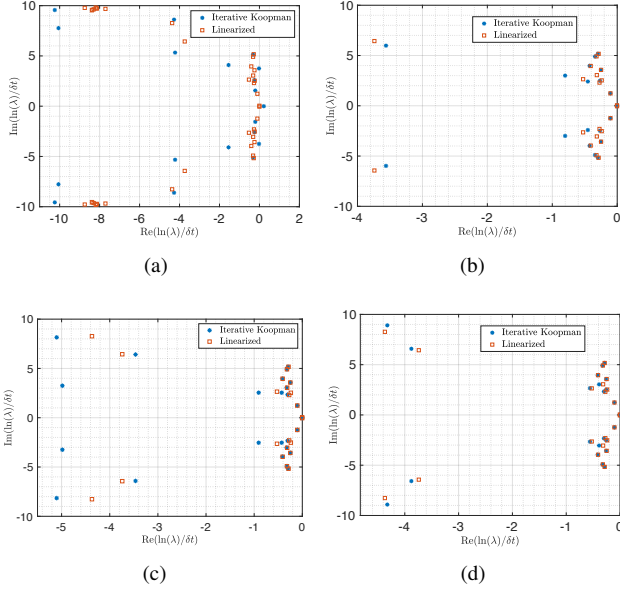 10
5
0
-5
-10
Im(ln(λ)/δt)
Iterative Koopman
Linearized
-10 -8 -6 -4 -2 0 2
Re(ln(λ)/δt)
(a)
10
5
0
-5
-10
Im(ln(λ)/δt)
Iterative Koopman
Linearized
-4 -3 -2 -1 0
Re(ln(λ)/δt)
(b)
10
5
0
-5
-10
Im(ln(λ)/δt)
Iterative Koopman
Linearized
-5 -4 -3 -2 -1 0
Re(ln(λ)/δt)
(c)
10
5
0
-5
-10
Im(ln(λ)/δt)
Iterative Koopman
Linearized
-4 -3 -2 -1 0
Re(ln(λ)/δt)
(d)